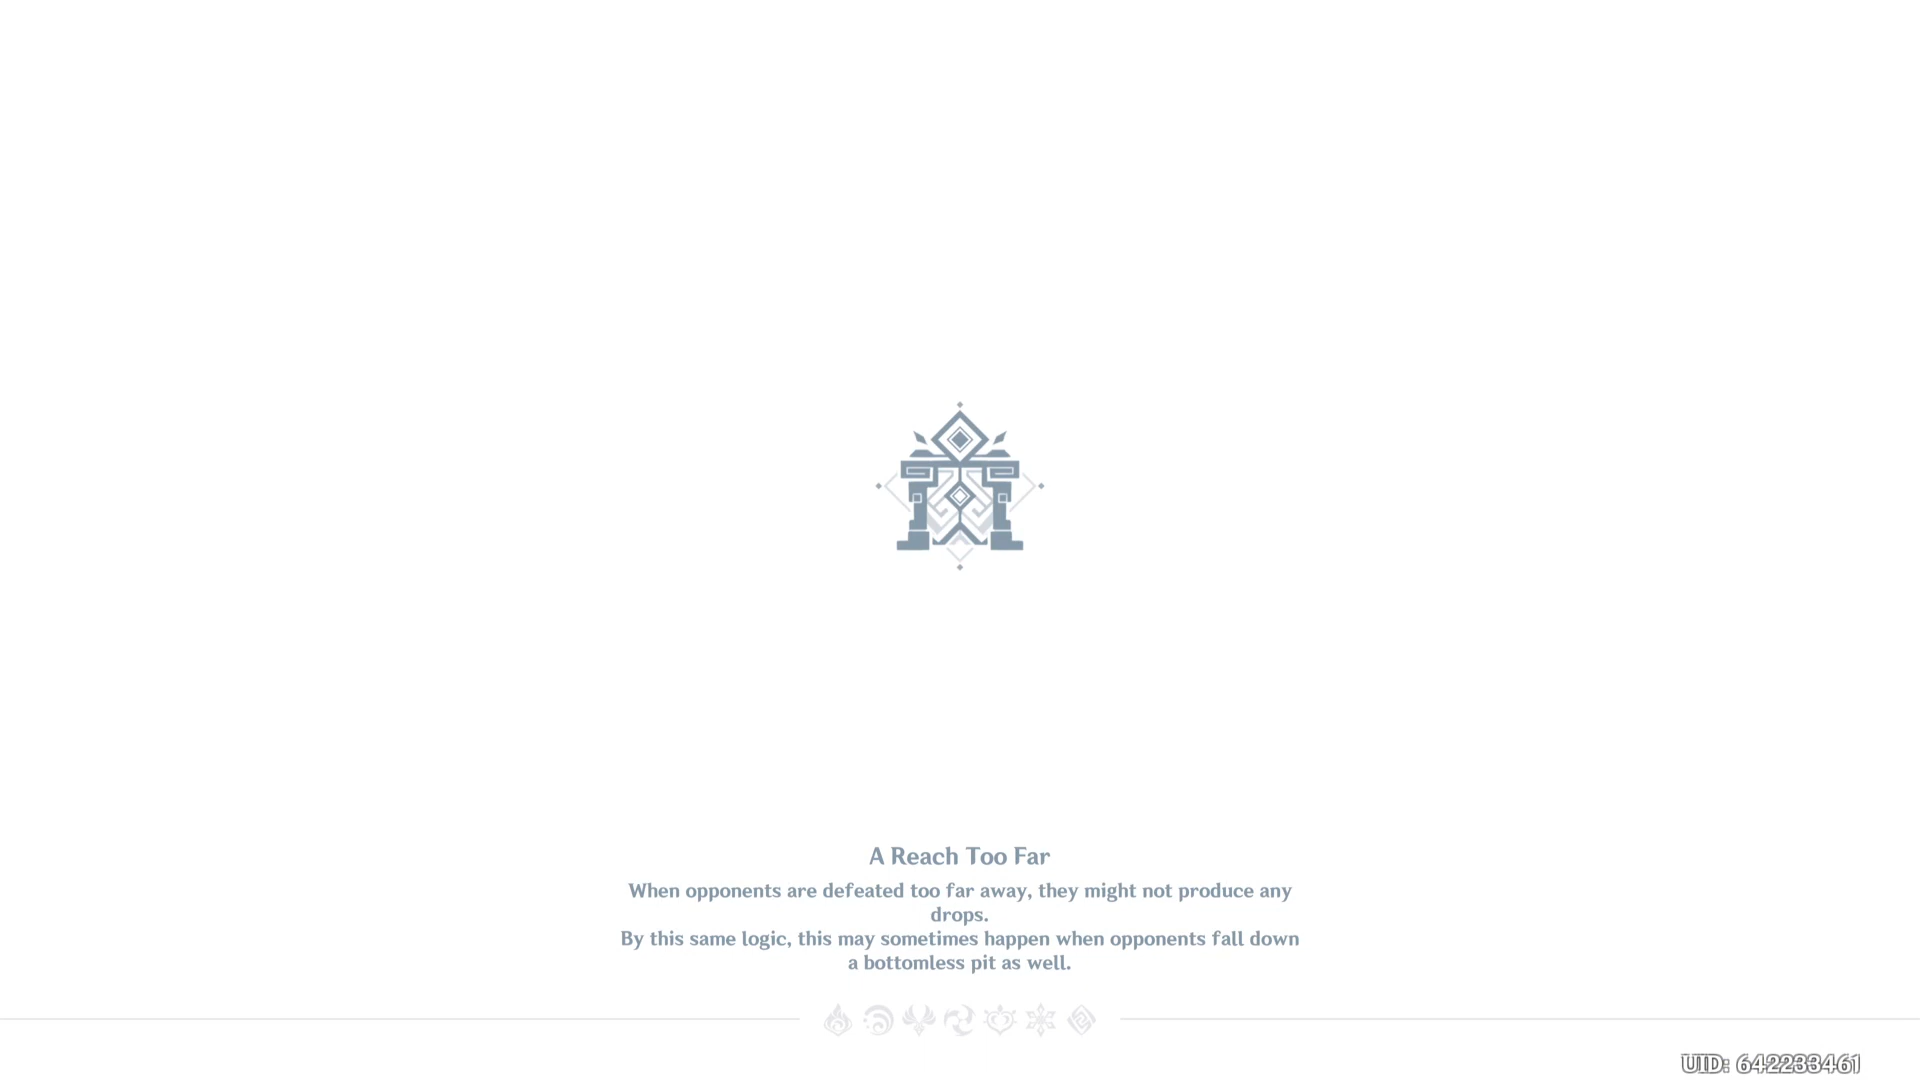 A Reach Too Far
When opponents are defeated too far away, they might not produce any
drops.
By this same logic, this may sometimes happen when opponents fall down
a bottomless pit as well.
UID: 642233461